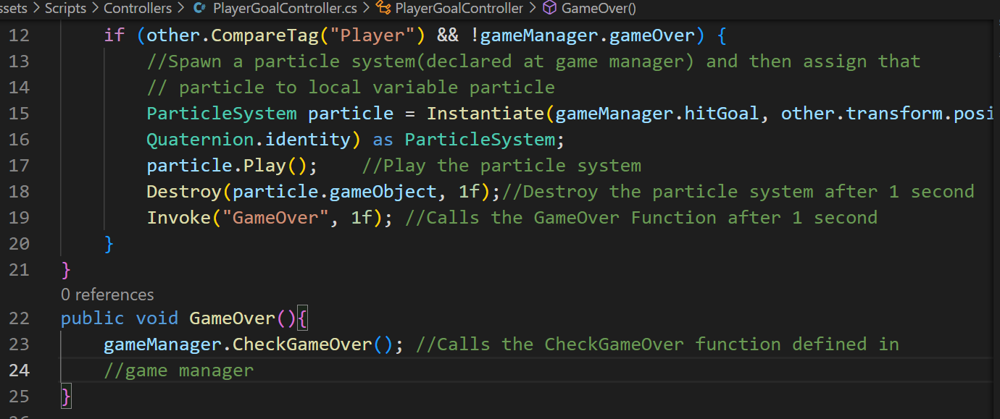 ssets > Scripts > Controllers > C# PlayerGoalController.cs > PlayerGoalController > GameOver()
12 if (other.CompareTag("Player") && !gameManager.gameOver) {
13 //Spawn a particle system(declared at game manager) and then assign that
14 // particle to local variable particle
15 ParticleSystem particle = Instantiate(gameManager.hitGoal, other.transform.posi
16 Quaternion.identity) as ParticleSystem;
17 particle.Play(); //Play the particle system
18 Destroy(particle.gameObject, 1f);//Destroy the particle system after 1 second
19 Invoke("GameOver", 1f); //Calls the GameOver Function after 1 second
20 }
21 }
0 references
22 public void GameOver(){
23 gameManager.CheckGameOver(); //Calls the CheckGameOver function defined in
24 //game manager
25 }